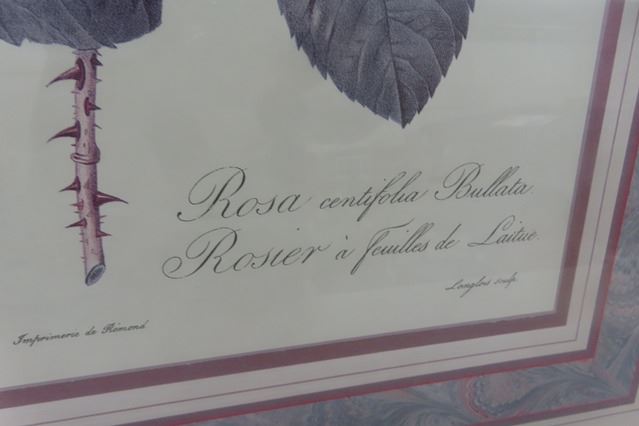 Rosa centifolia Bullata.
Rosier à feuilles de Laitue.
Langlois sculp.
Imprimerie de Rémond